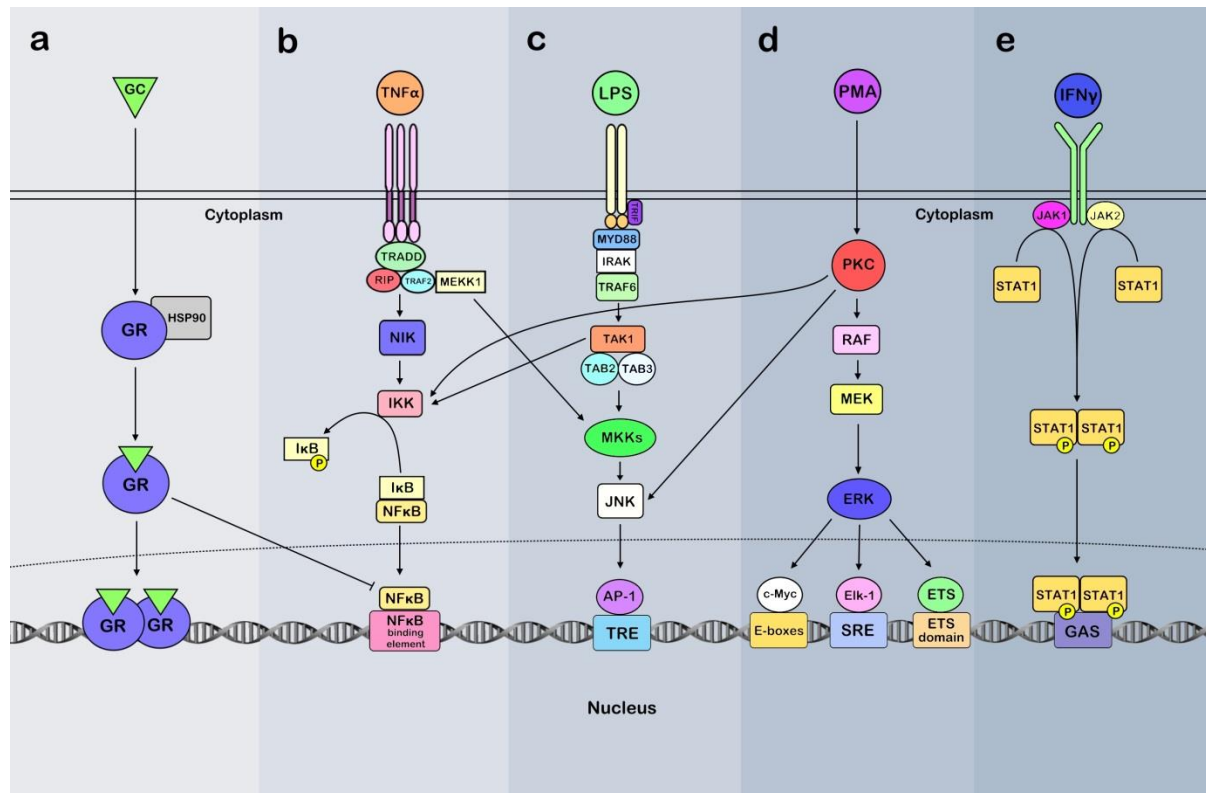 a
GC
GR
HSP90
GR
GR
GR
b
TNFα
Cytoplasm
TRADD
RIP
TRAF2
MEKK1
NIK
IKK
IκB
P
IκB
NFκB
NFκB
NFκB
binding
element
c
LPS
TRIF
MYD88
IRAK
TRAF6
TAK1
TAB2
TAB3
MKKs
JNK
AP-1
TRE
Nucleus
d
PMA
Cytoplasm
PKC
RAF
MEK
ERK
c-Myc
E-boxes
Elk-1
SRE
ETS
ETS
domain
e
IFNγ
JAK1
JAK2
STAT1
STAT1
STAT1
STAT1
P
P
STAT1
STAT1
P
P
GAS